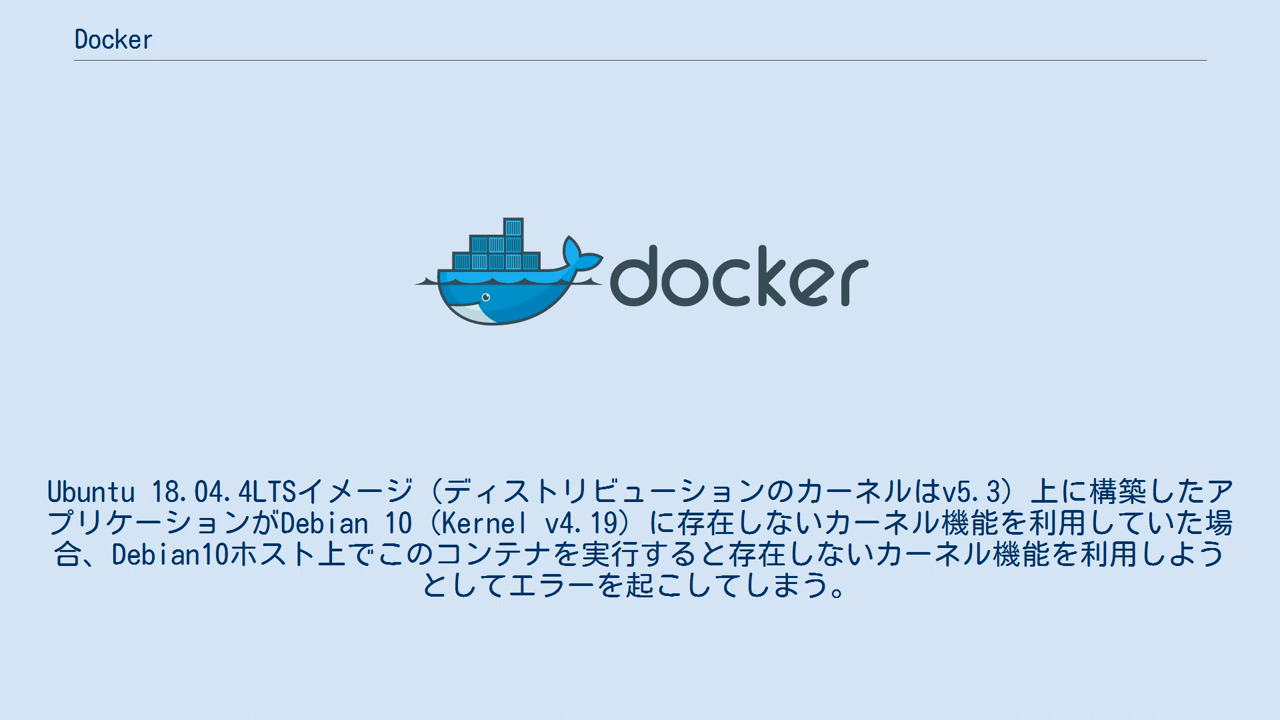 Docker
docker
Ubuntu 18.04.4LTSイメージ（ディストリビューションのカーネルはv5.3）上に構築したア
プリケーションがDebian 10（Kernel v4.19）に存在しないカーネル機能を利用していた場
合、Debian10ホスト上でこのコンテナを実行すると存在しないカーネル機能を利用しよう
としてエラーを起こしてしまう。